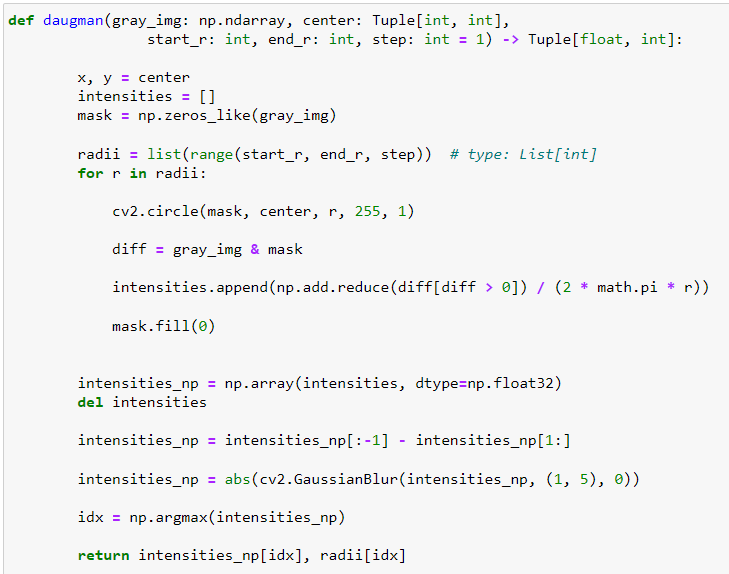 def daugman(gray_img: np.ndarray, center: Tuple[int, int],
                start_r: int, end_r: int, step: int = 1) -> Tuple[float, int]:

        x, y = center
        intensities = []
        mask = np.zeros_like(gray_img)

        radii = list(range(start_r, end_r, step))  # type: List[int]
        for r in radii:

            cv2.circle(mask, center, r, 255, 1)

            diff = gray_img & mask

            intensities.append(np.add.reduce(diff[diff > 0]) / (2 * math.pi * r))

            mask.fill(0)


        intensities_np = np.array(intensities, dtype=np.float32)
        del intensities

        intensities_np = intensities_np[:-1] - intensities_np[1:]

        intensities_np = abs(cv2.GaussianBlur(intensities_np, (1, 5), 0))

        idx = np.argmax(intensities_np)

        return intensities_np[idx], radii[idx]